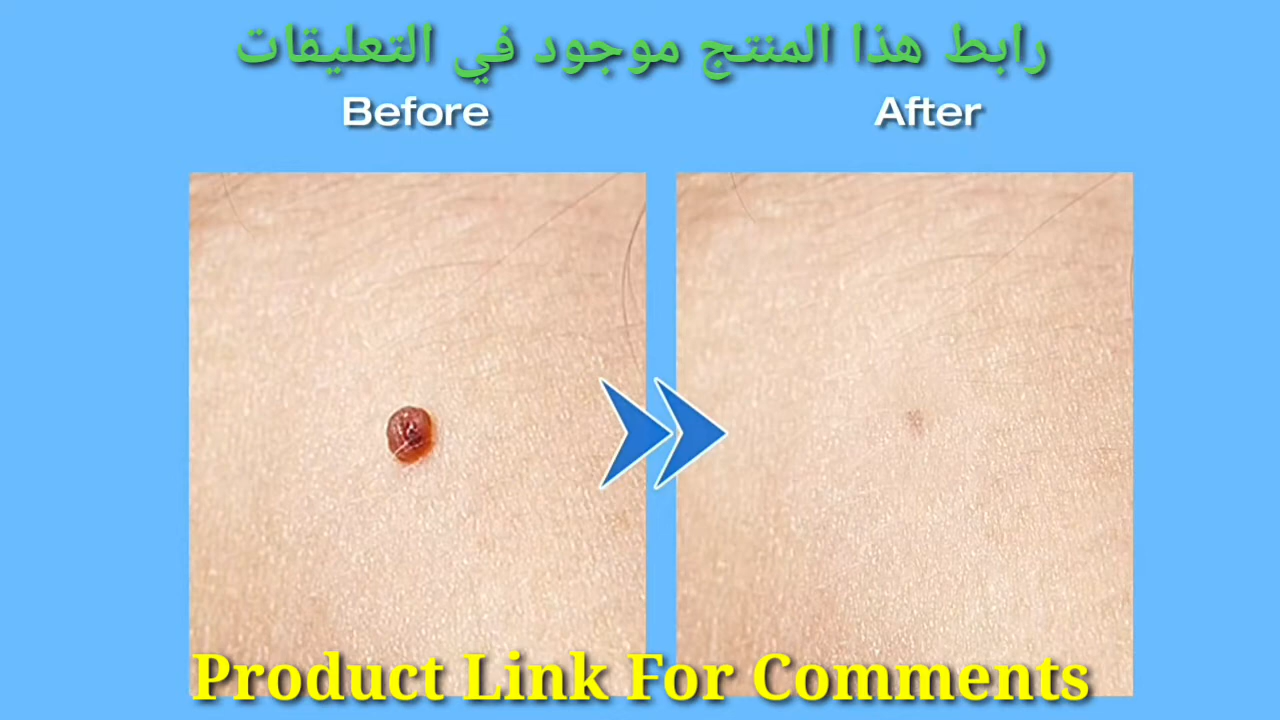 رابط هذا المنتج موجود في التعليقات
Before
After
Product Link For Comments